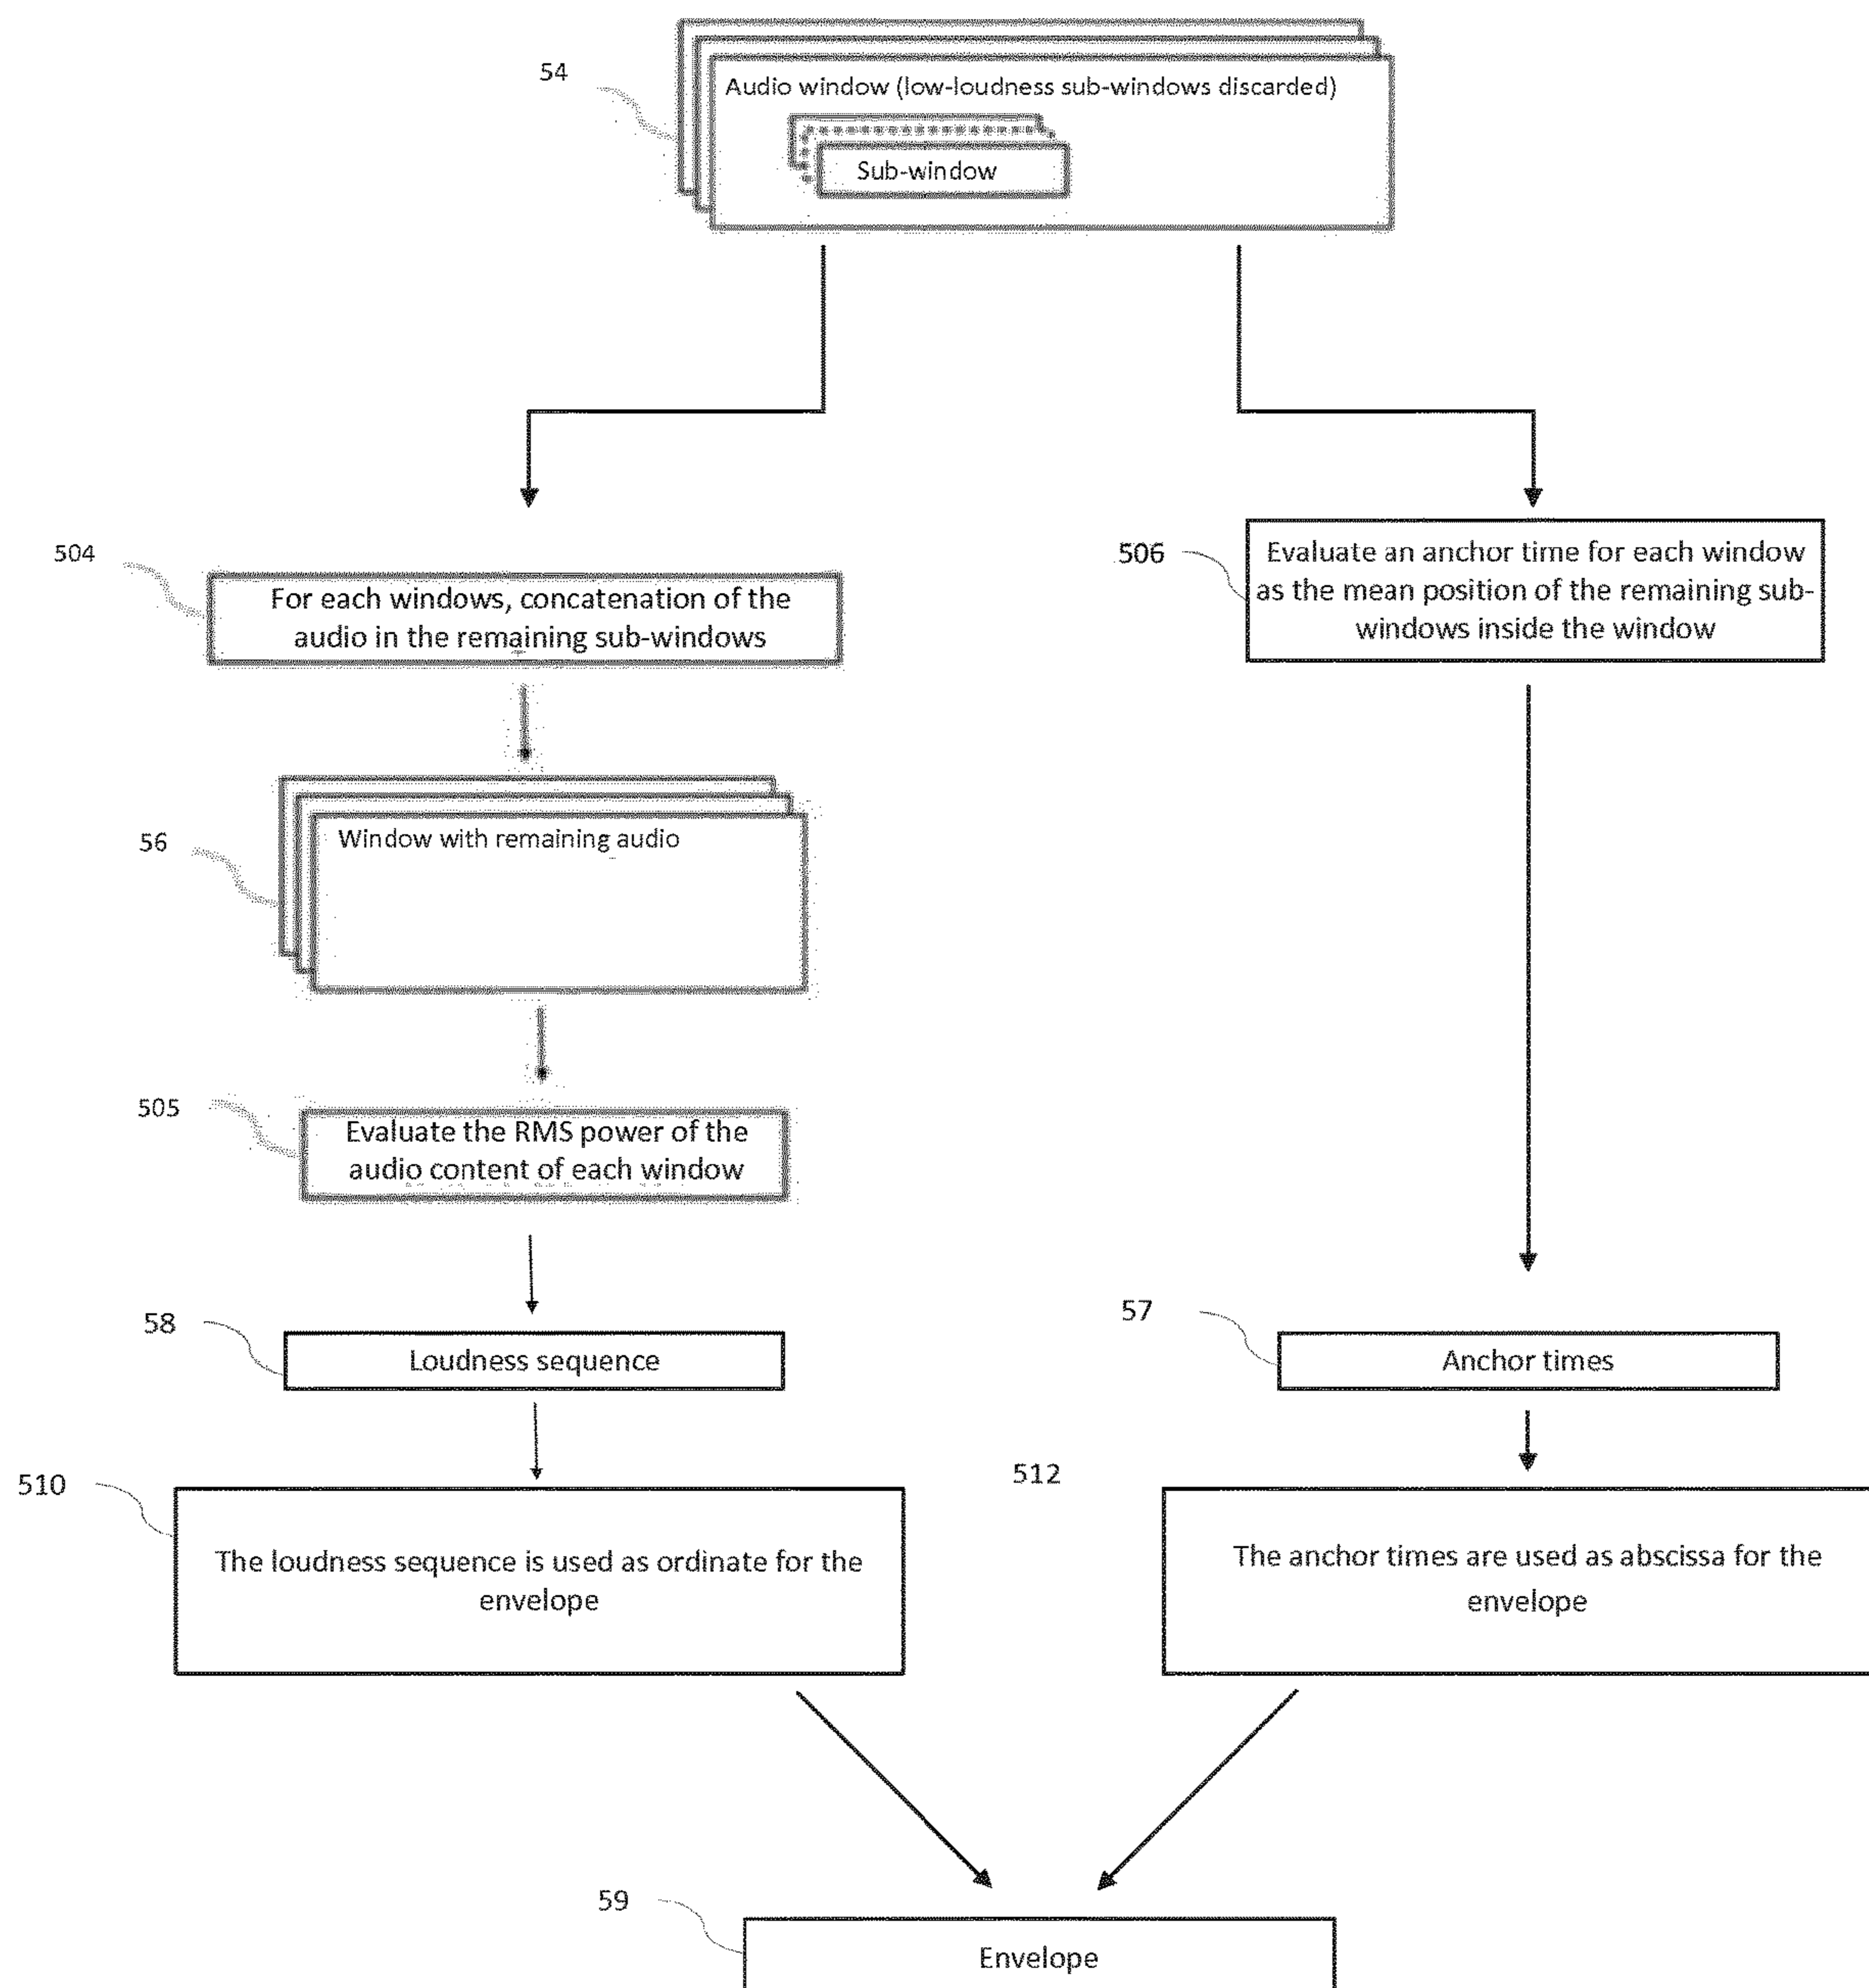 54
Audio window (low-loudness sub-windows discarded)
Sub-window
504
For each windows, concatenation of the
audio in the remaining sub-windows
506
Evaluate an anchor time for each window
as the mean position of the remaining sub-
windows inside the window
56
Window with remaining audio
505
Evaluate the RMS power of the
audio content of each window
58
Loudness sequence
57
Anchor times
510
The loudness sequence is used as ordinate for the
envelope
512
The anchor times are used as abscissa for the
envelope
59
Envelope